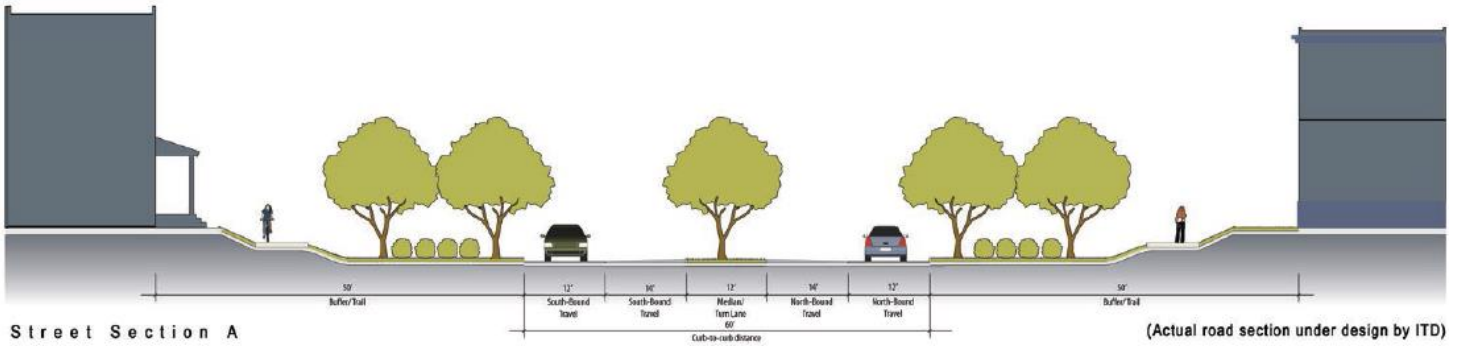 50' 12' 14' 12' 14' 12' 50'
Buffer/Trail South-Bound South-Bound Median/ North-Bound North-Bound Buffer/Trail
Travel Travel Turn Lane Travel Travel
60'
Curb-to-curb distance
Street Section A (Actual road section under design by ITD)